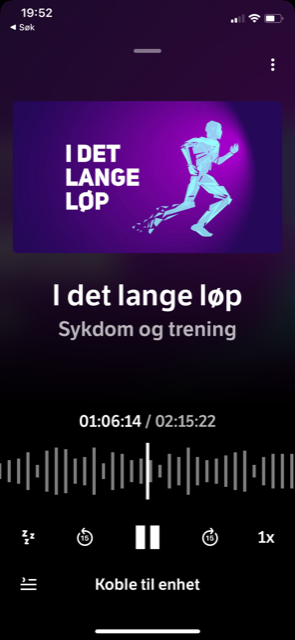 19:52
◀ Søk
I DET
LANGE
LØP
I det lange løp
Sykdom og trening
01:06:14 / 02:15:22
zzz 15 15 1x
Koble til enhet